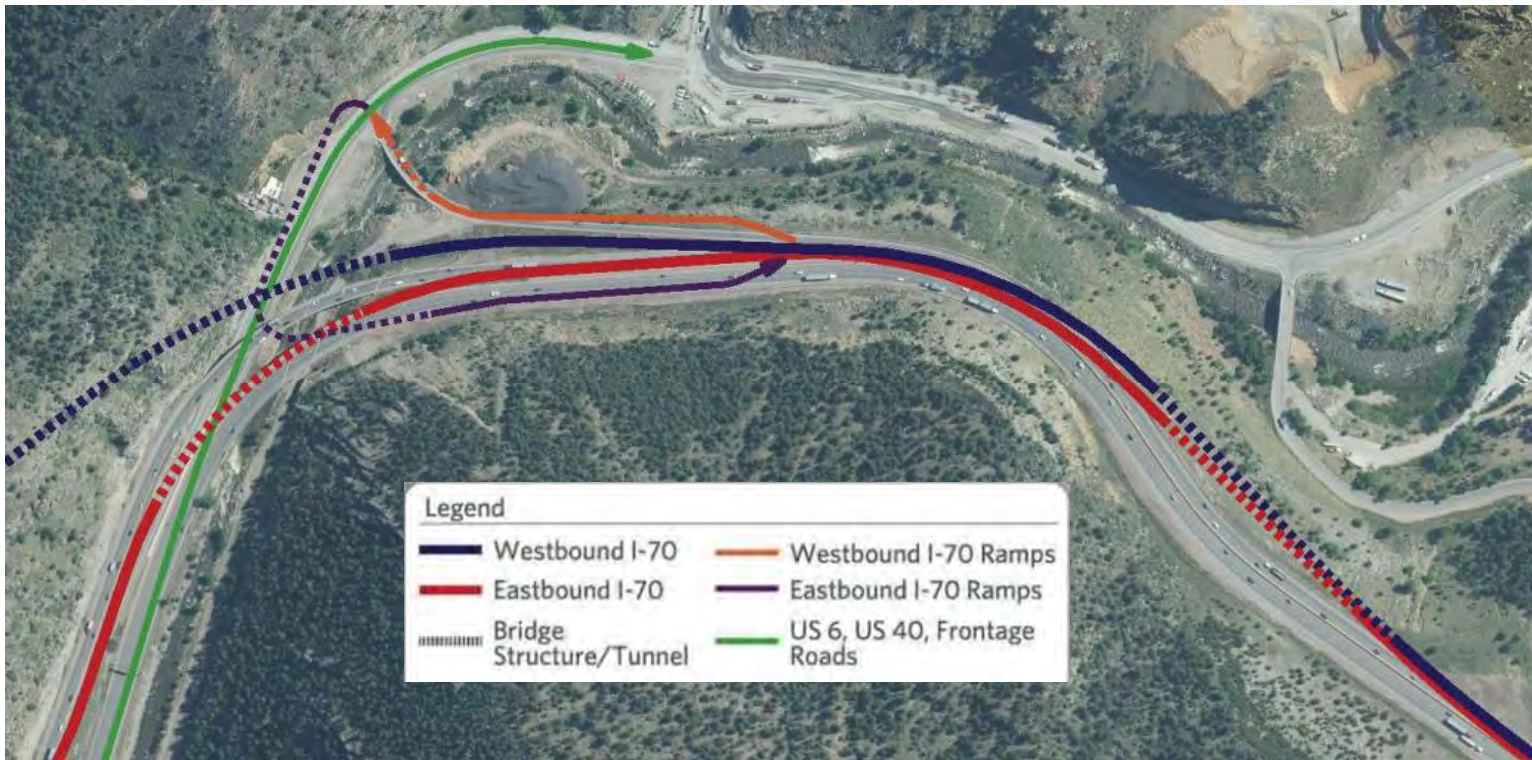 Legend
Westbound I-70
Westbound I-70 Ramps
Eastbound I-70
Eastbound I-70 Ramps
Bridge
Structure/Tunnel
US 6, US 40, Frontage
Roads